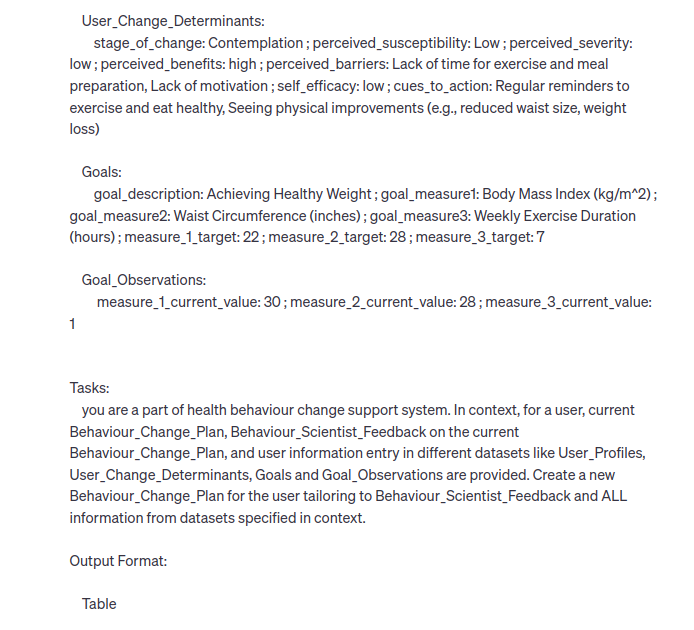 User_Change_Determinants:
stage_of_change: Contemplation ; perceived_susceptibility: Low ; perceived_severity:
low ; perceived_benefits: high ; perceived_barriers: Lack of time for exercise and meal
preparation, Lack of motivation ; self_efficacy: low ; cues_to_action: Regular reminders to
exercise and eat healthy, Seeing physical improvements (e.g., reduced waist size, weight
loss)
Goals:
goal_description: Achieving Healthy Weight ; goal_measure1: Body Mass Index (kg/m^2) ;
goal_measure2: Waist Circumference (inches) ; goal_measure3: Weekly Exercise Duration
(hours) ; measure_1_target: 22 ; measure_2_target: 28 ; measure_3_target: 7
Goal_Observations:
measure_1_current_value: 30 ; measure_2_current_value: 28 ; measure_3_current_value:
1
Tasks:
you are a part of health behaviour change support system. In context, for a user, current
Behaviour_Change_Plan, Behaviour_Scientist_Feedback on the current
Behaviour_Change_Plan, and user information entry in different datasets like User_Profiles,
User_Change_Determinants, Goals and Goal_Observations are provided. Create a new
Behaviour_Change_Plan for the user tailoring to Behaviour_Scientist_Feedback and ALL
information from datasets specified in context.
Output Format:
Table